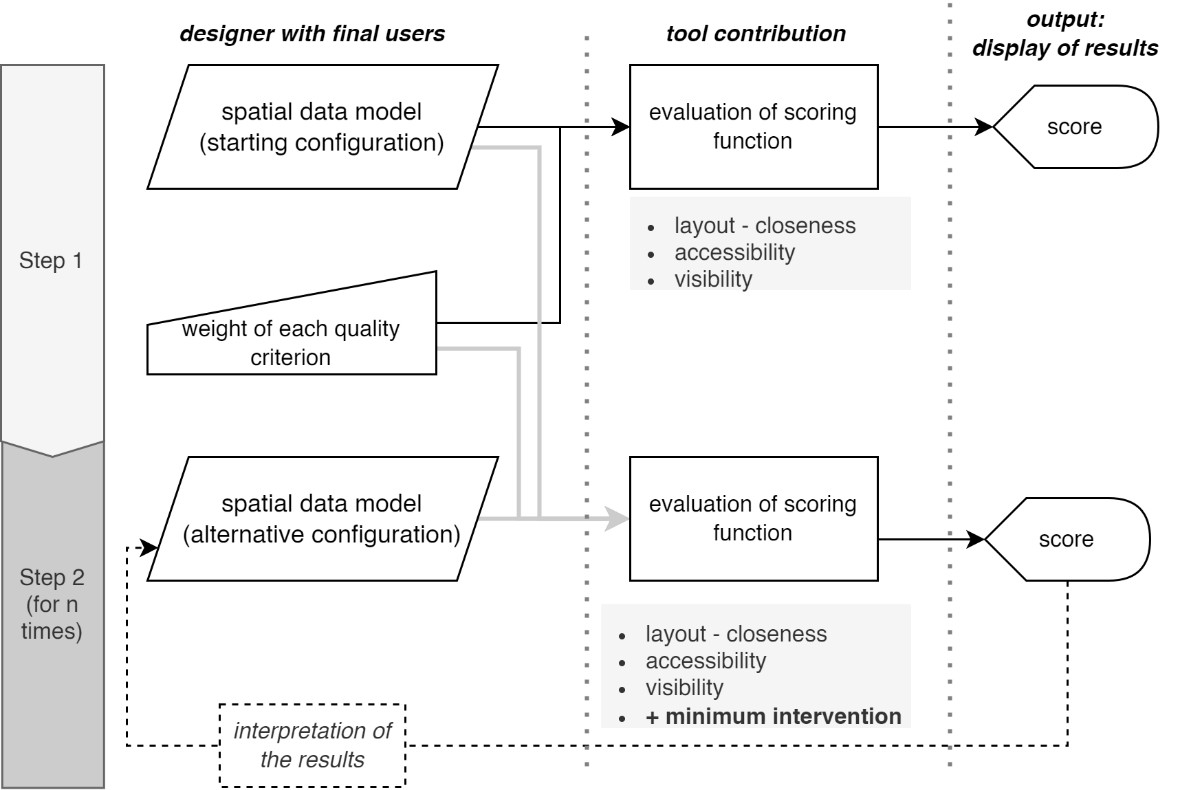 designer with final users
tool contribution
output:
display of results
Step 1
spatial data model
(starting configuration)
evaluation of scoring
function
score
• layout - closeness
• accessibility
• visibility
weight of each quality
criterion
Step 2
(for n
times)
spatial data model
(alternative configuration)
evaluation of scoring
function
score
• layout - closeness
• accessibility
• visibility
• + minimum intervention
interpretation of
the results